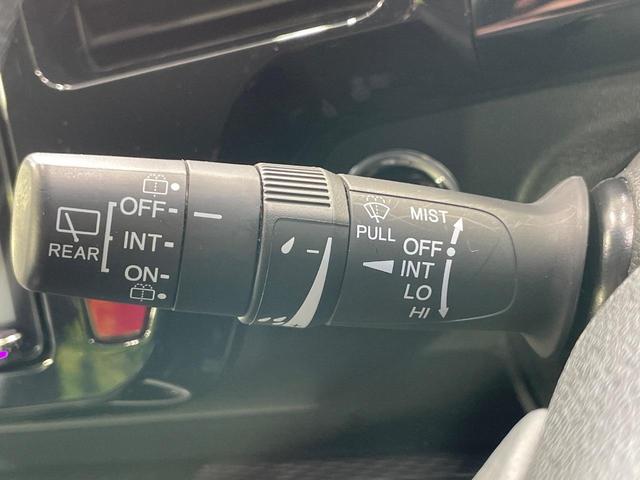 OFF
REAR
INT
ON
PULL
MIST
OFF
INT
LO
HI